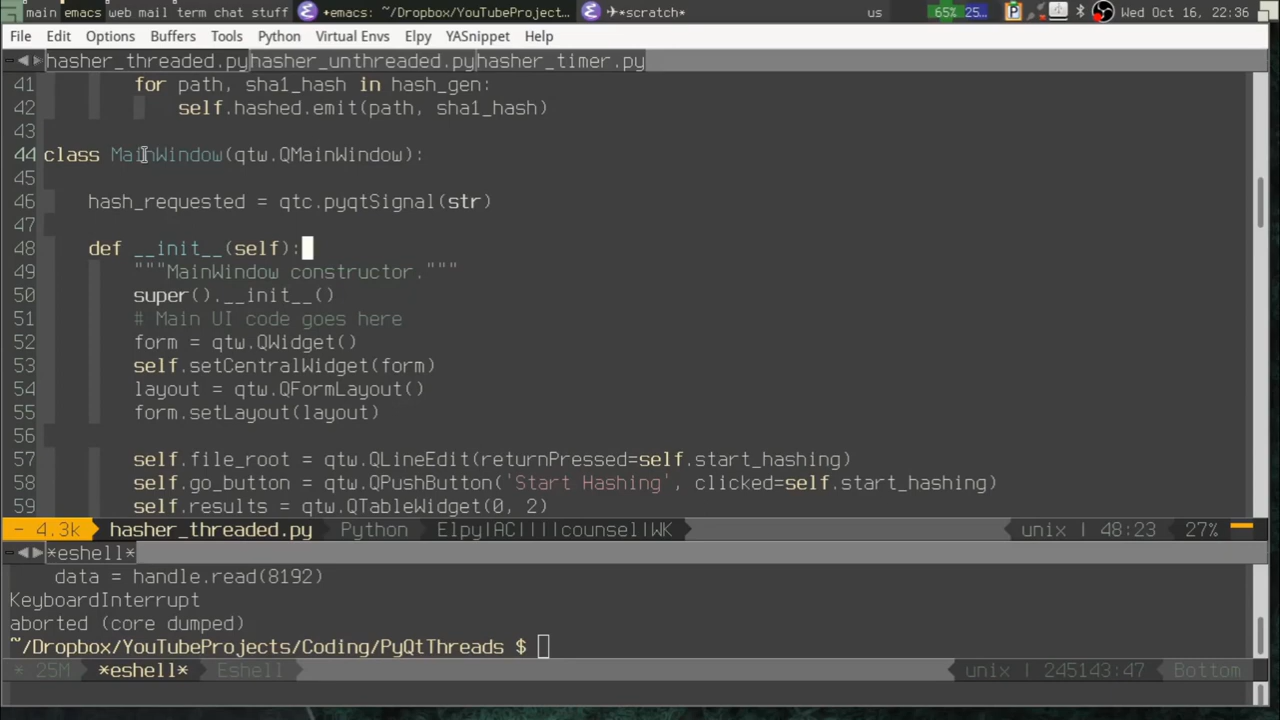 main emacs web mail term chat stuff +emacs: ~/Dropbox/YouTubeProject... *scratch* us 65% 25... Wed Oct 16, 22:36
File Edit Options Buffers Tools Python Virtual Envs Elpy YASnippet Help
hasher_threaded.py hasher_unthreaded.py hasher_timer.py
41 for path, sha1_hash in hash_gen:
42 self.hashed.emit(path, sha1_hash)
43
44 class MainWindow(qtw.QMainWindow):
45
46 hash_requested = qtc.pyqtSignal(str)
47
48 def __init__(self):
49 """MainWindow constructor."""
50 super().__init__()
51 # Main UI code goes here
52 form = qtw.QWidget()
53 self.setCentralWidget(form)
54 layout = qtw.QFormLayout()
55 form.setLayout(layout)
56
57 self.file_root = qtw.QLineEdit(returnPressed=self.start_hashing)
58 self.go_button = qtw.QPushButton('Start Hashing', clicked=self.start_hashing)
59 self.results = qtw.QTableWidget(0, 2)
- 4.3k hasher_threaded.py Python Elpy|AC||||counsel|WK unix | 48:23 27%
*eshell*
data = handle.read(8192)
KeyboardInterrupt
aborted (core dumped)
~/Dropbox/YouTubeProjects/Coding/PyQtThreads $
* 25M *eshell* Eshell unix | 245143:47 Bottom